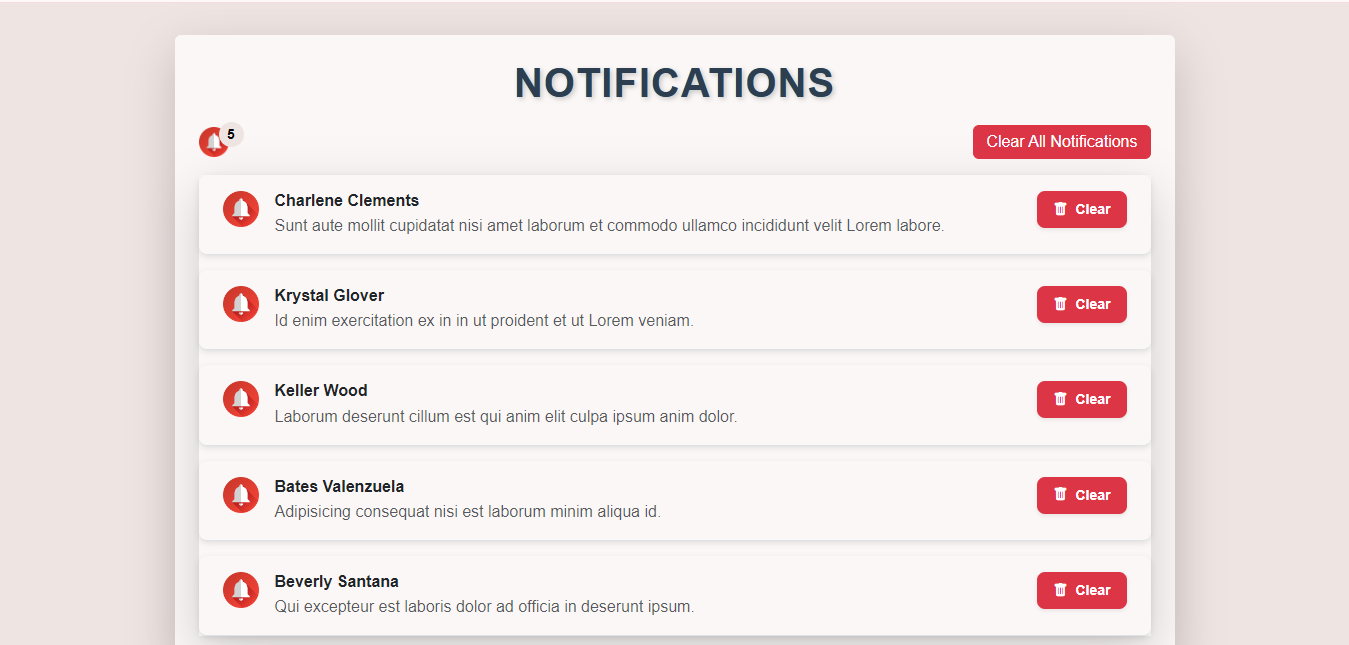 NOTIFICATIONS
5
Clear All Notifications
Charlene Clements
Sunt aute mollit cupidatat nisi amet laborum et commodo ullamco incididunt velit Lorem labore.
Clear
Krystal Glover
Id enim exercitation ex in in ut proident et ut Lorem veniam.
Clear
Keller Wood
Laborum deserunt cillum est qui anim elit culpa ipsum anim dolor.
Clear
Bates Valenzuela
Adipisicing consequat nisi est laborum minim aliqua id.
Clear
Beverly Santana
Qui excepteur est laboris dolor ad officia in deserunt ipsum.
Clear